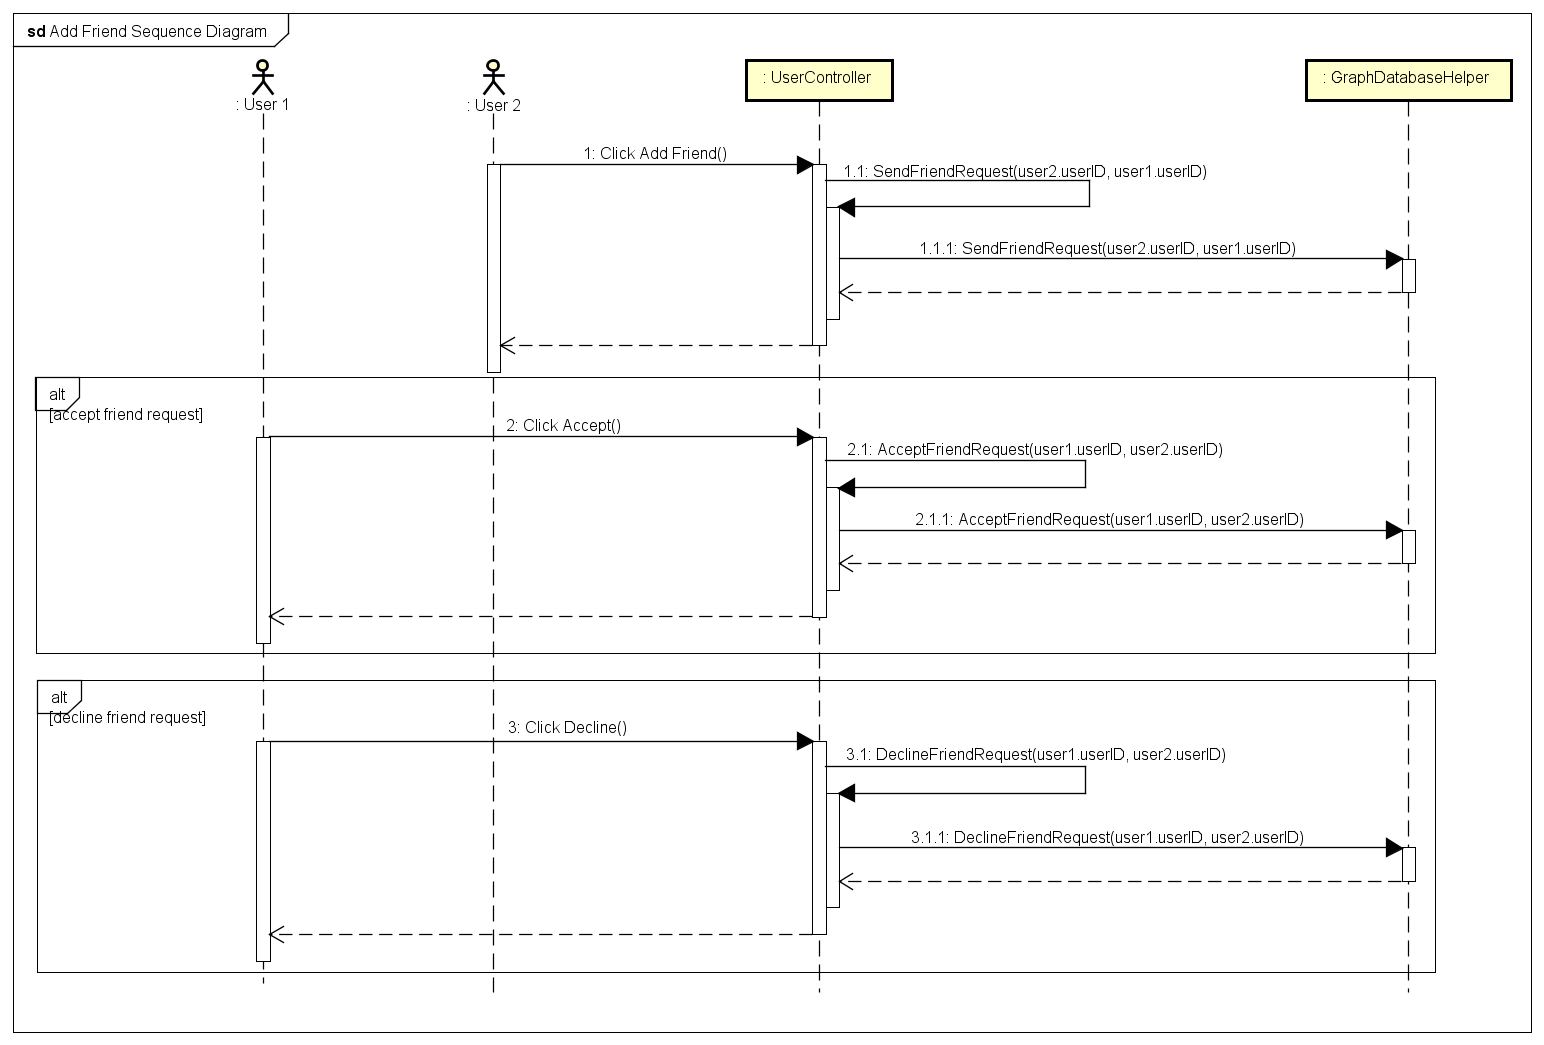 sd Add Friend Sequence Diagram
: User 1
: User 2
: UserController
: GraphDatabaseHelper
1: Click Add Friend()
1.1: SendFriendRequest(user2.userID, user1.userID)
1.1.1: SendFriendRequest(user2.userID, user1.userID)
alt
[accept friend request]
2: Click Accept()
2.1: AcceptFriendRequest(user1.userID, user2.userID)
2.1.1: AcceptFriendRequest(user1.userID, user2.userID)
alt
[decline friend request]
3: Click Decline()
3.1: DeclineFriendRequest(user1.userID, user2.userID)
3.1.1: DeclineFriendRequest(user1.userID, user2.userID)